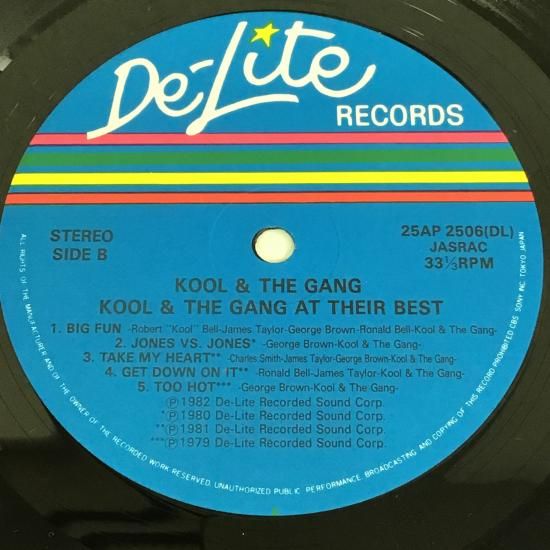 De-Lite
RECORDS
STEREO
SIDE B
25AP 2506(DL)
JASRAC
33⅓RPM
KOOL & THE GANG
KOOL & THE GANG AT THEIR BEST
1. BIG FUN -Robert "Kool" Bell-James Taylor-George Brown-Ronald Bell-Kool & The Gang-
2. JONES VS. JONES* -George Brown-Kool & The Gang-
3. TAKE MY HEART** -Charles Smith-James Taylor-George Brown-Kool & The Gang-
4. GET DOWN ON IT** -Ronald Bell-James Taylor-Kool & The Gang-
5. TOO HOT*** -George Brown-Kool & The Gang-
Ⓟ1982 De-Lite Recorded Sound Corp.
*Ⓟ1980 De-Lite Recorded Sound Corp.
**Ⓟ1981 De-Lite Recorded Sound Corp.
***Ⓟ1979 De-Lite Recorded Sound Corp.
ALL RIGHTS OF THE MANUFACTURER AND OF THE OWNER OF THE RECORDED WORK RESERVED. UNAUTHORIZED PUBLIC PERFORMANCE, BROADCASTING AND COPYING OF THIS RECORD PROHIBITED CBS/SONY INC. TOKYO JAPAN